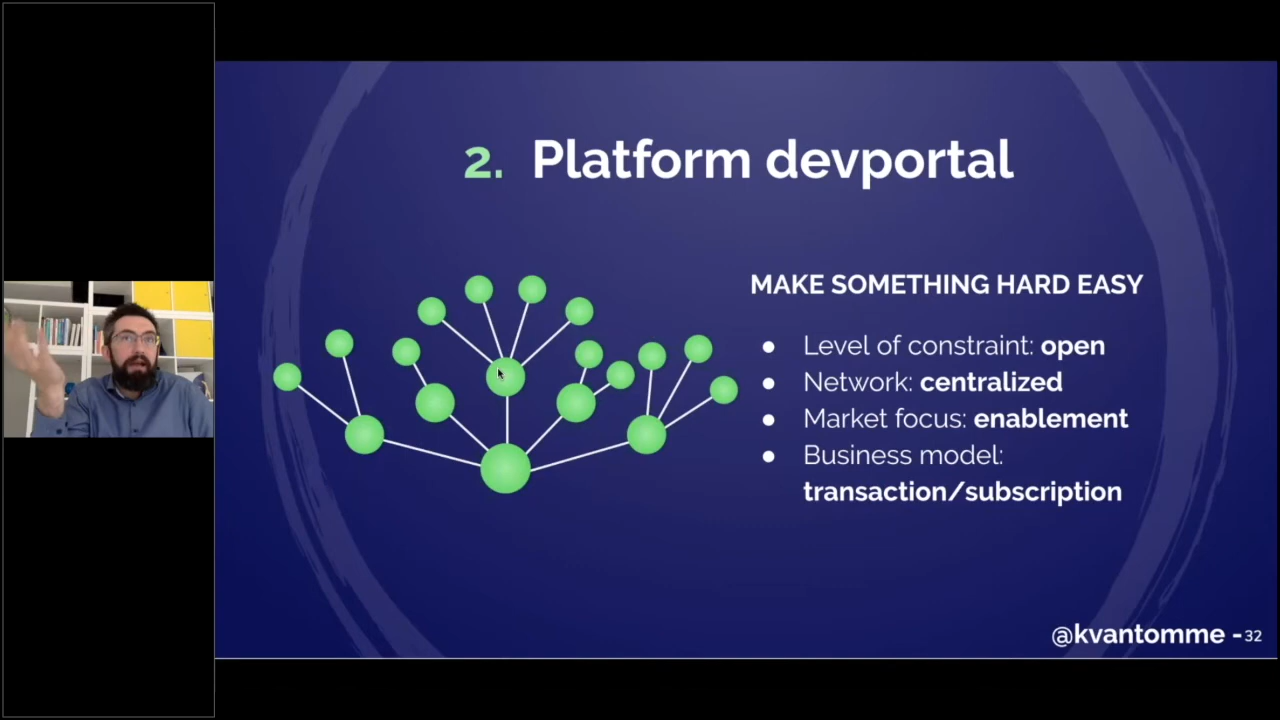 2. Platform devportal
MAKE SOMETHING HARD EASY
● Level of constraint: open
● Network: centralized
● Market focus: enablement
● Business model:
transaction/subscription
@kvantomme - 32